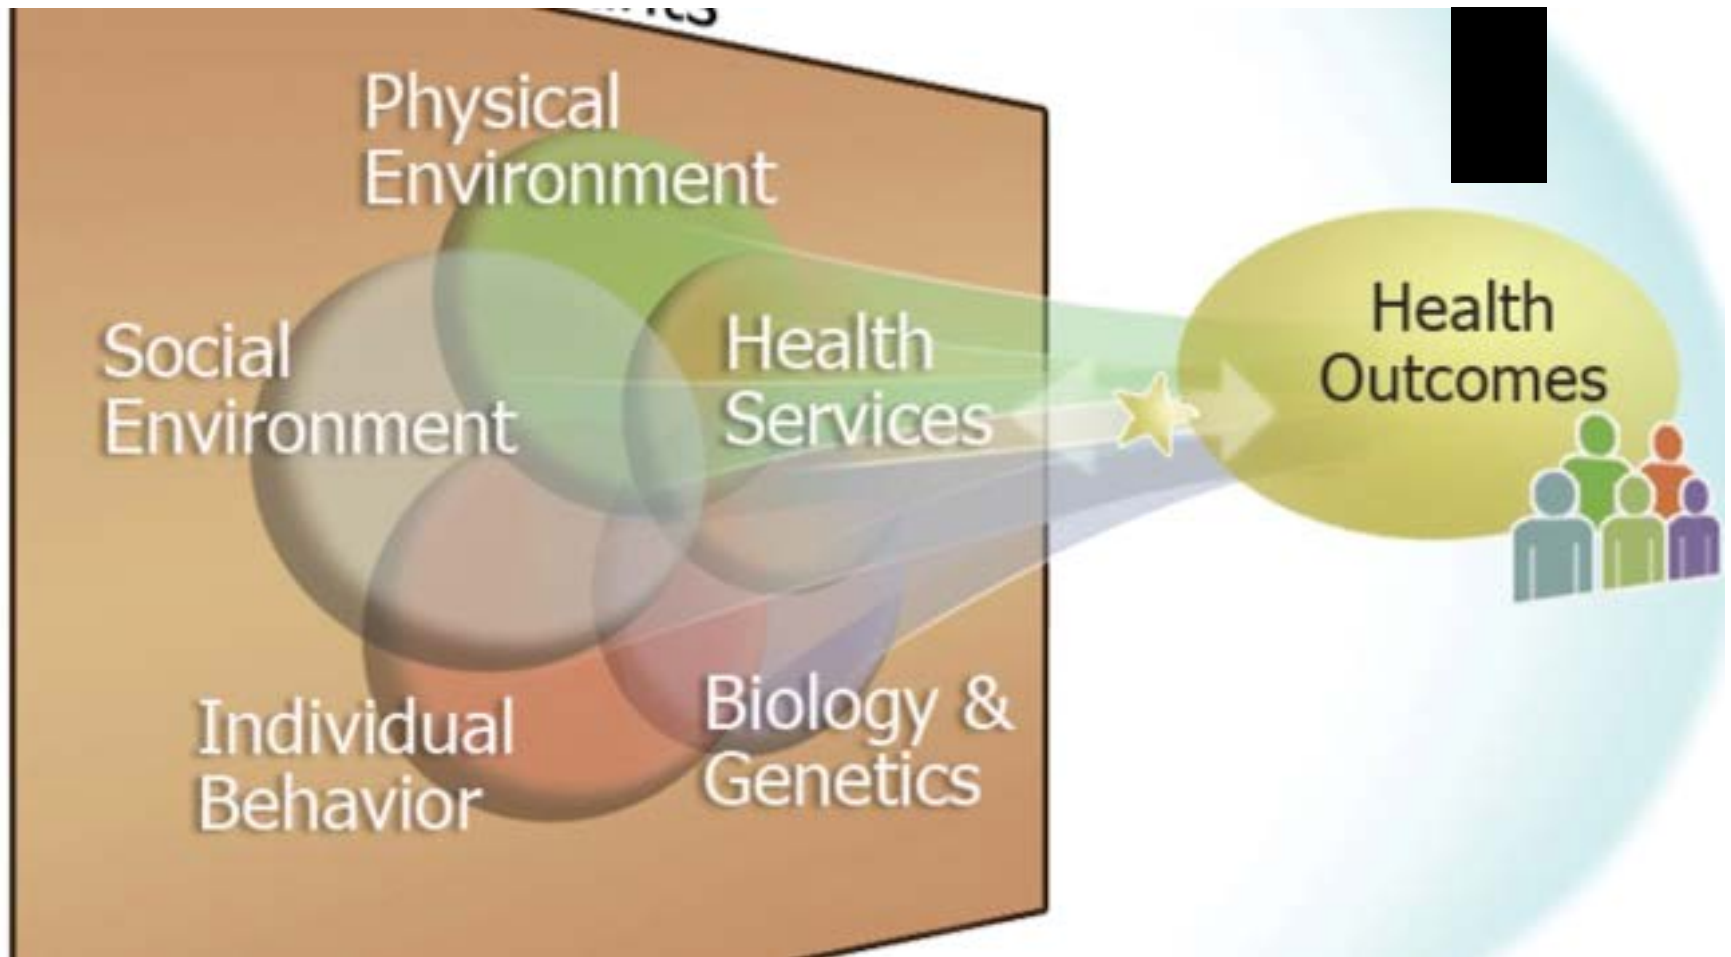 Physical
Environment
Social
Environment
Health
Services
Individual
Behavior
Biology &
Genetics
Health
Outcomes